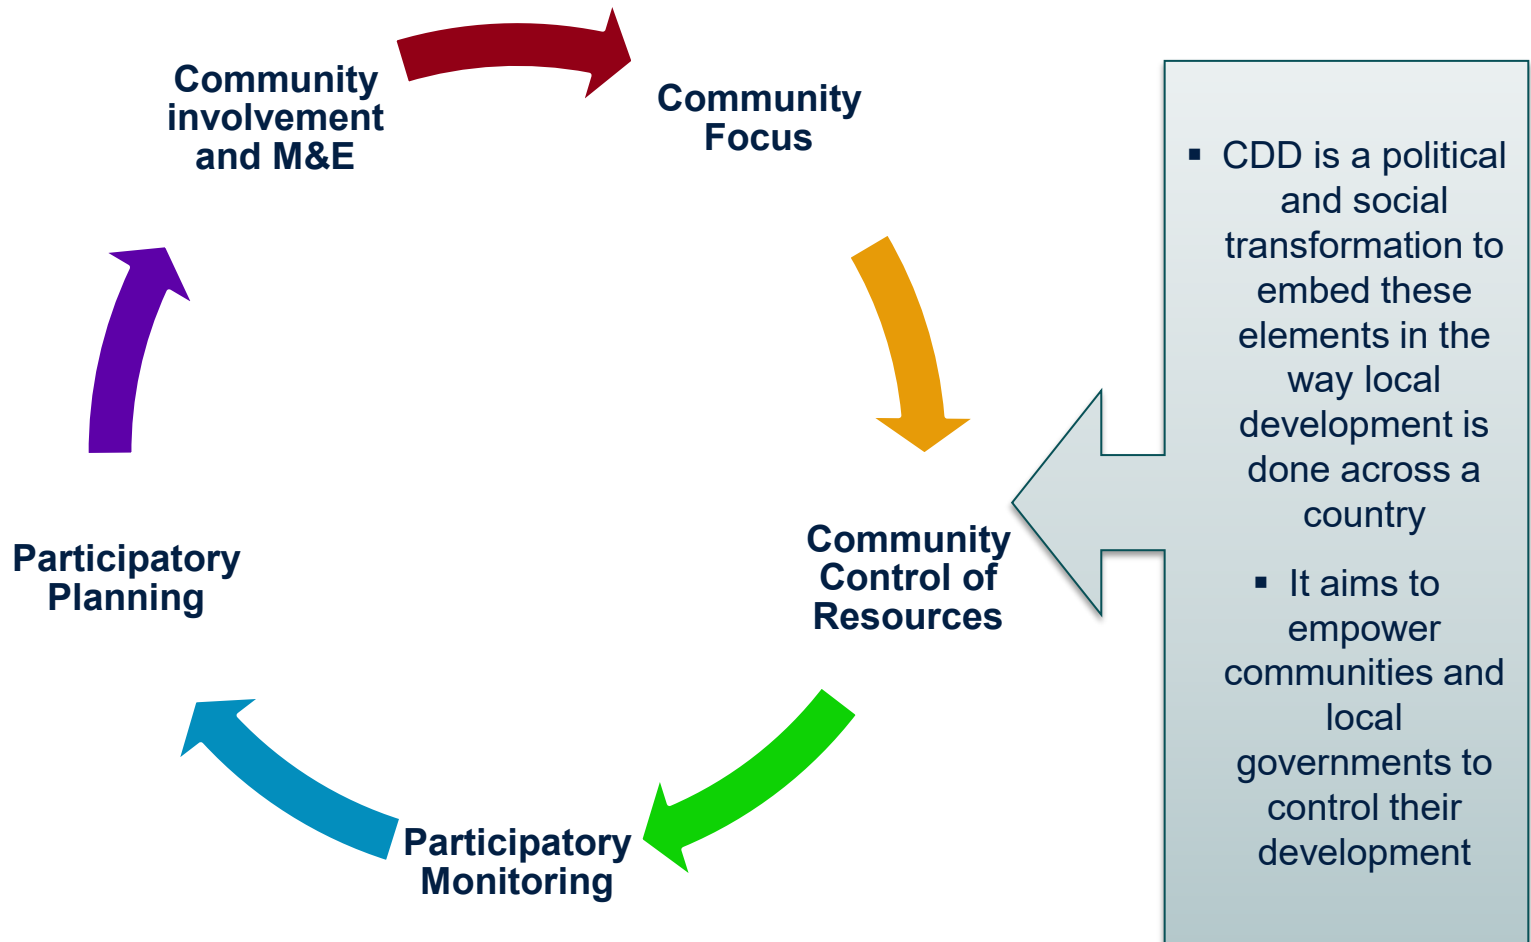 Community
involvement
and M&E
Community
Focus
Community
Control of
Resources
Participatory
Monitoring
Participatory
Planning
▪ CDD is a political
and social
transformation to
embed these
elements in the
way local
development is
done across a
country
▪ It aims to
empower
communities and
local
governments to
control their
development